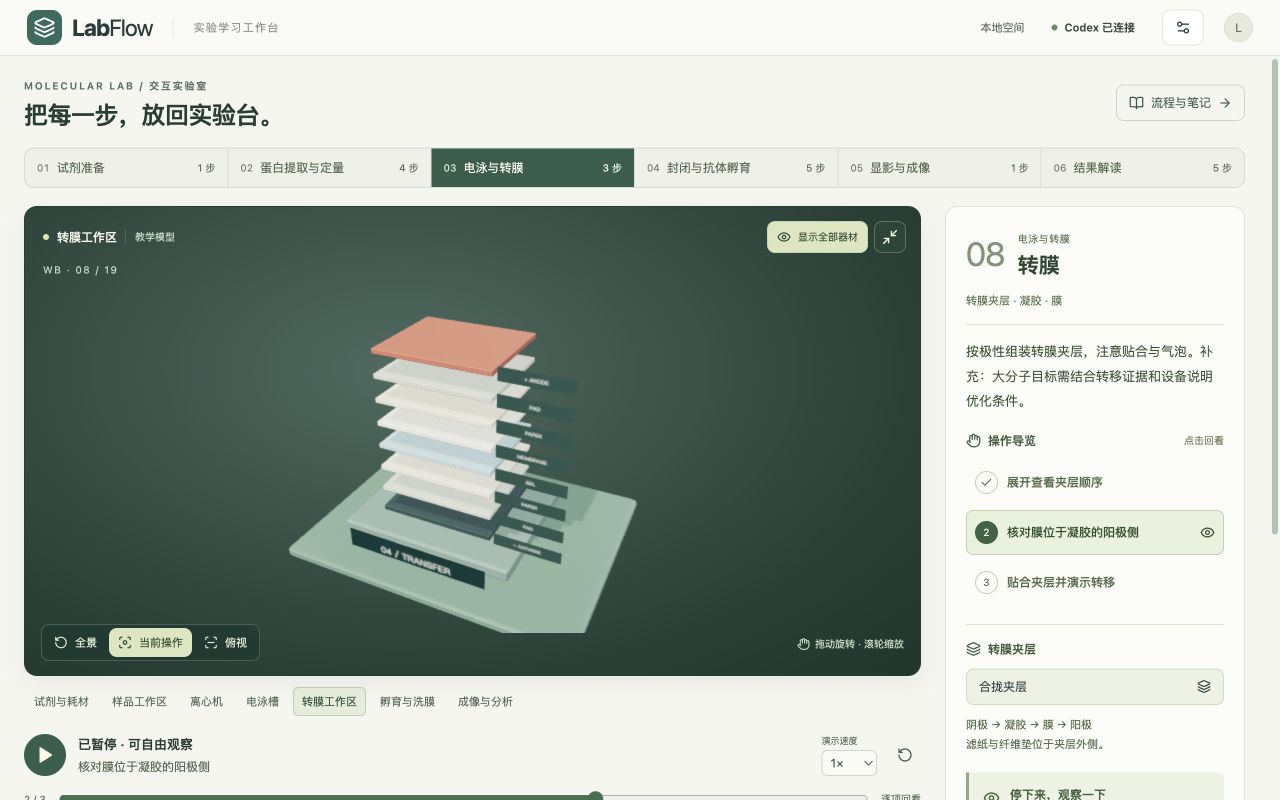 LabFlow
实验学习工作台
本地空间
Codex 已连接
L
MOLECULAR LAB / 交互实验室
把每一步，放回实验台。
流程与笔记
01 试剂准备 1 步
02 蛋白提取与定量 4 步
03 电泳与转膜 3 步
04 封闭与抗体孵育 5 步
05 显影与成像 1 步
06 结果解读 5 步
转膜工作区
教学模型
显示全部器材
WB · 08 / 19
+ ANODE
PAD
PAPER
MEMBRANE
GEL
PAPER
PAD
− CATHODE
04 / TRANSFER
全景
当前操作
俯视
拖动旋转 · 滚轮缩放
试剂与耗材
样品工作区
离心机
电泳槽
转膜工作区
孵育与洗膜
成像与分析
已暂停 · 可自由观察
核对膜位于凝胶的阳极侧
演示速度
1×
2 / 3
逐项回看
08
电泳与转膜
转膜
转膜夹层 · 凝胶 · 膜
按极性组装转膜夹层，注意贴合与气泡。补
充：大分子目标需结合转移证据和设备说明
优化条件。
操作导览
点击回看
展开查看夹层顺序
2 核对膜位于凝胶的阳极侧
3 贴合夹层并演示转移
转膜夹层
合拢夹层
阴极 → 凝胶 → 膜 → 阳极
滤纸与纤维垫位于夹层外侧。
停下来，观察一下